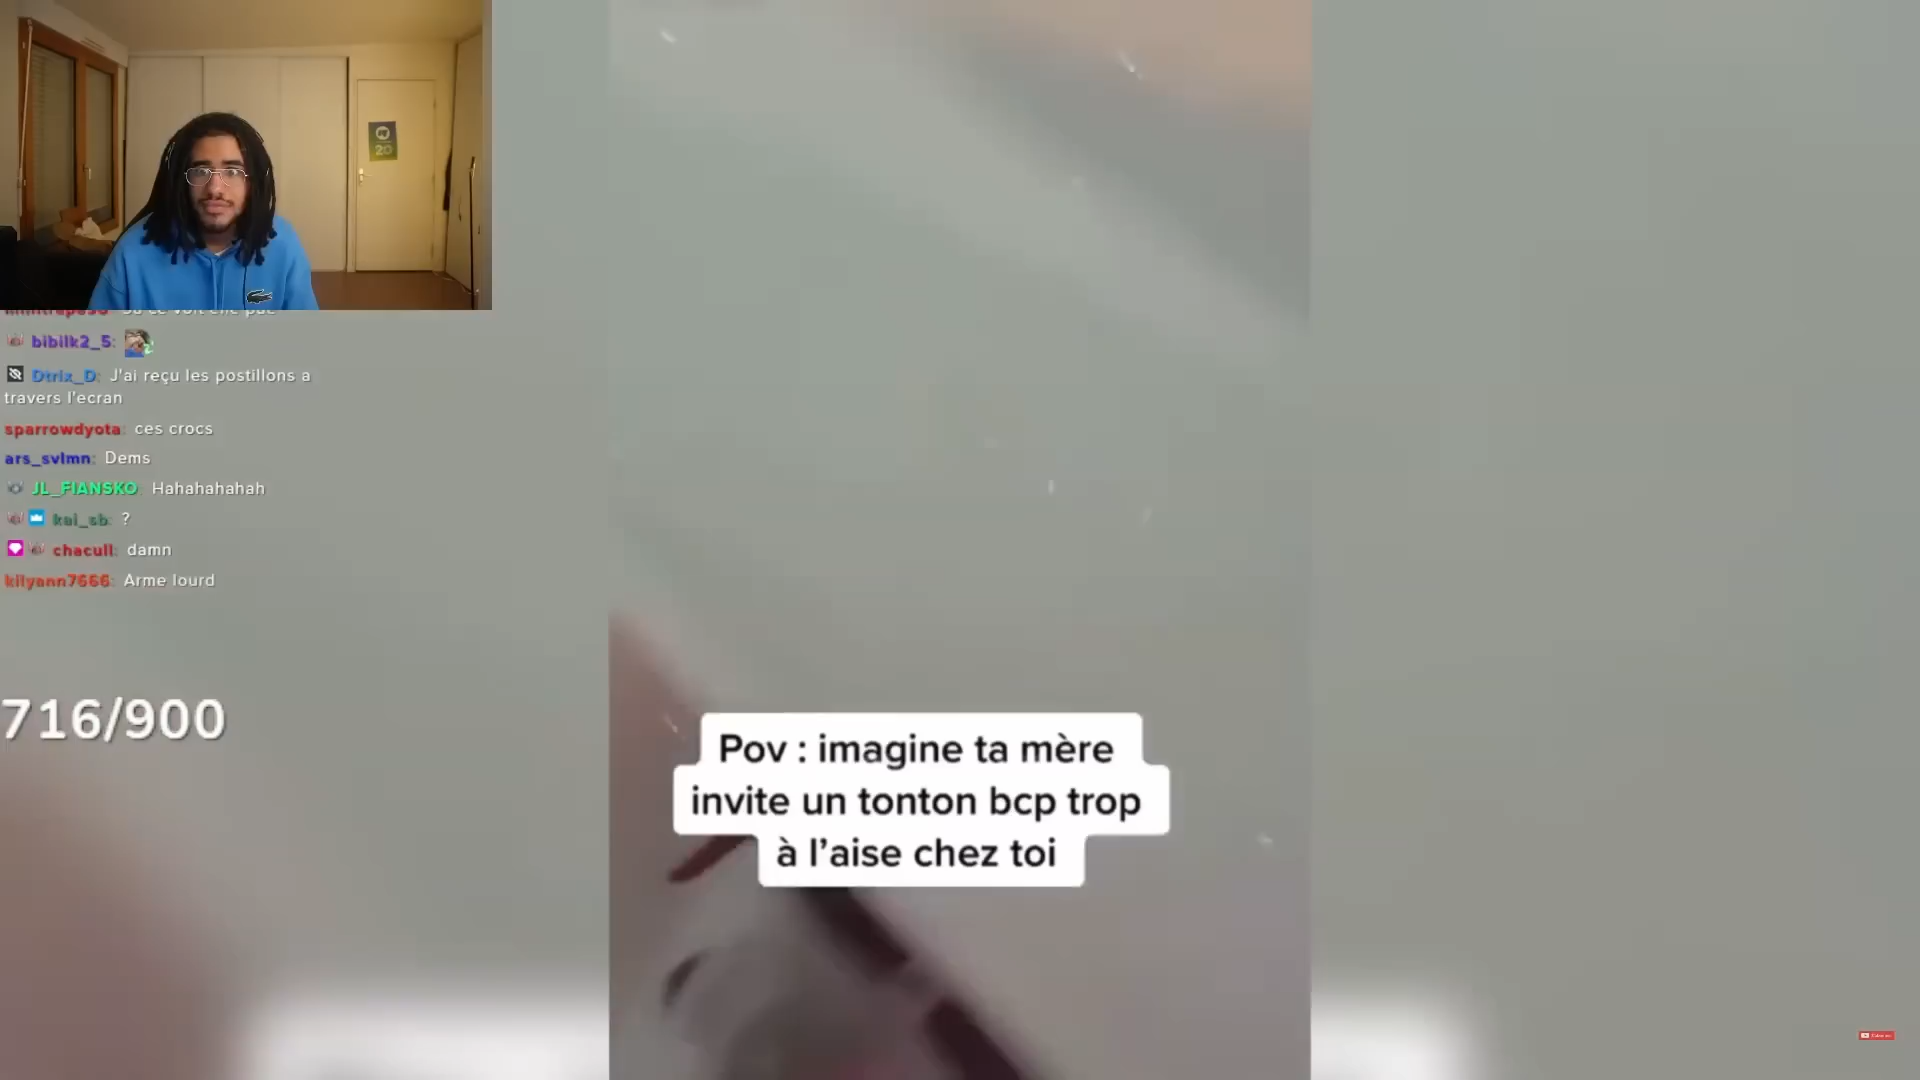 20
bibilk2_5:
Dtrix_D: J'ai reçu les postillons a
travers l'ecran
sparrowdyota: ces crocs
ars_svlmn: Dems
JL_FIANSKO: Hahahahahah
kai_sb: ?
chacull: damn
kilyann7666: Arme lourd
716/900
Pov : imagine ta mère
invite un tonton bcp trop
à l’aise chez toi